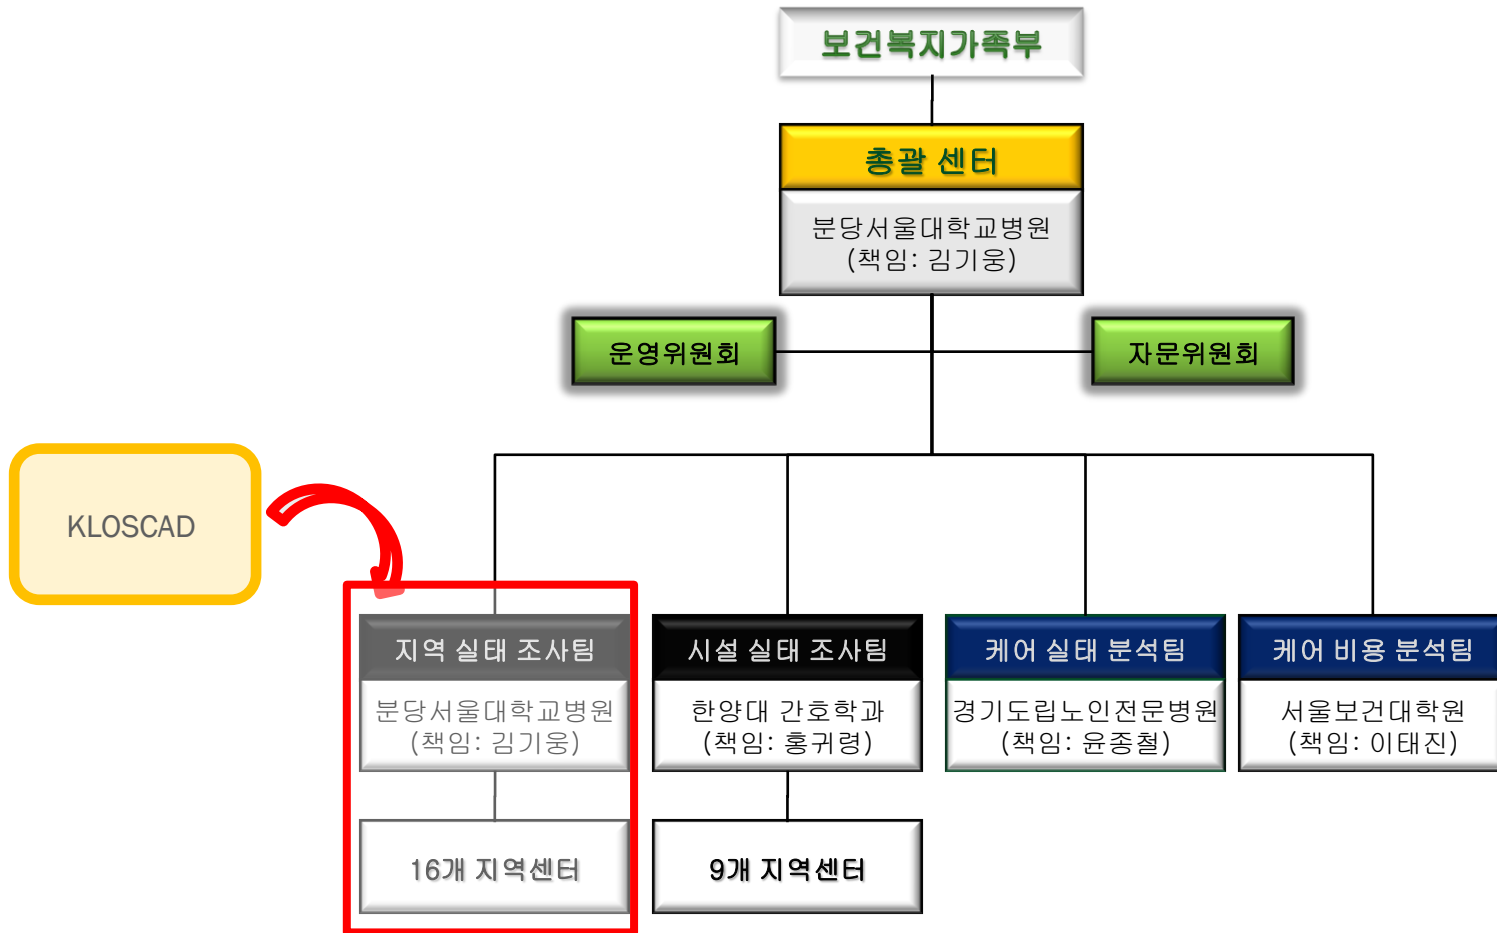 보건복지가족부
총괄 센터
분당서울대학교병원
(책임: 김기웅)
운영위원회
자문위원회
KLOSCAD
지역 실태 조사팀
분당서울대학교병원
(책임: 김기웅)
16개 지역센터
시설 실태 조사팀
한양대 간호학과
(책임: 홍귀령)
9개 지역센터
케어 실태 분석팀
경기도립노인전문병원
(책임: 윤종철)
케어 비용 분석팀
서울보건대학원
(책임: 이태진)